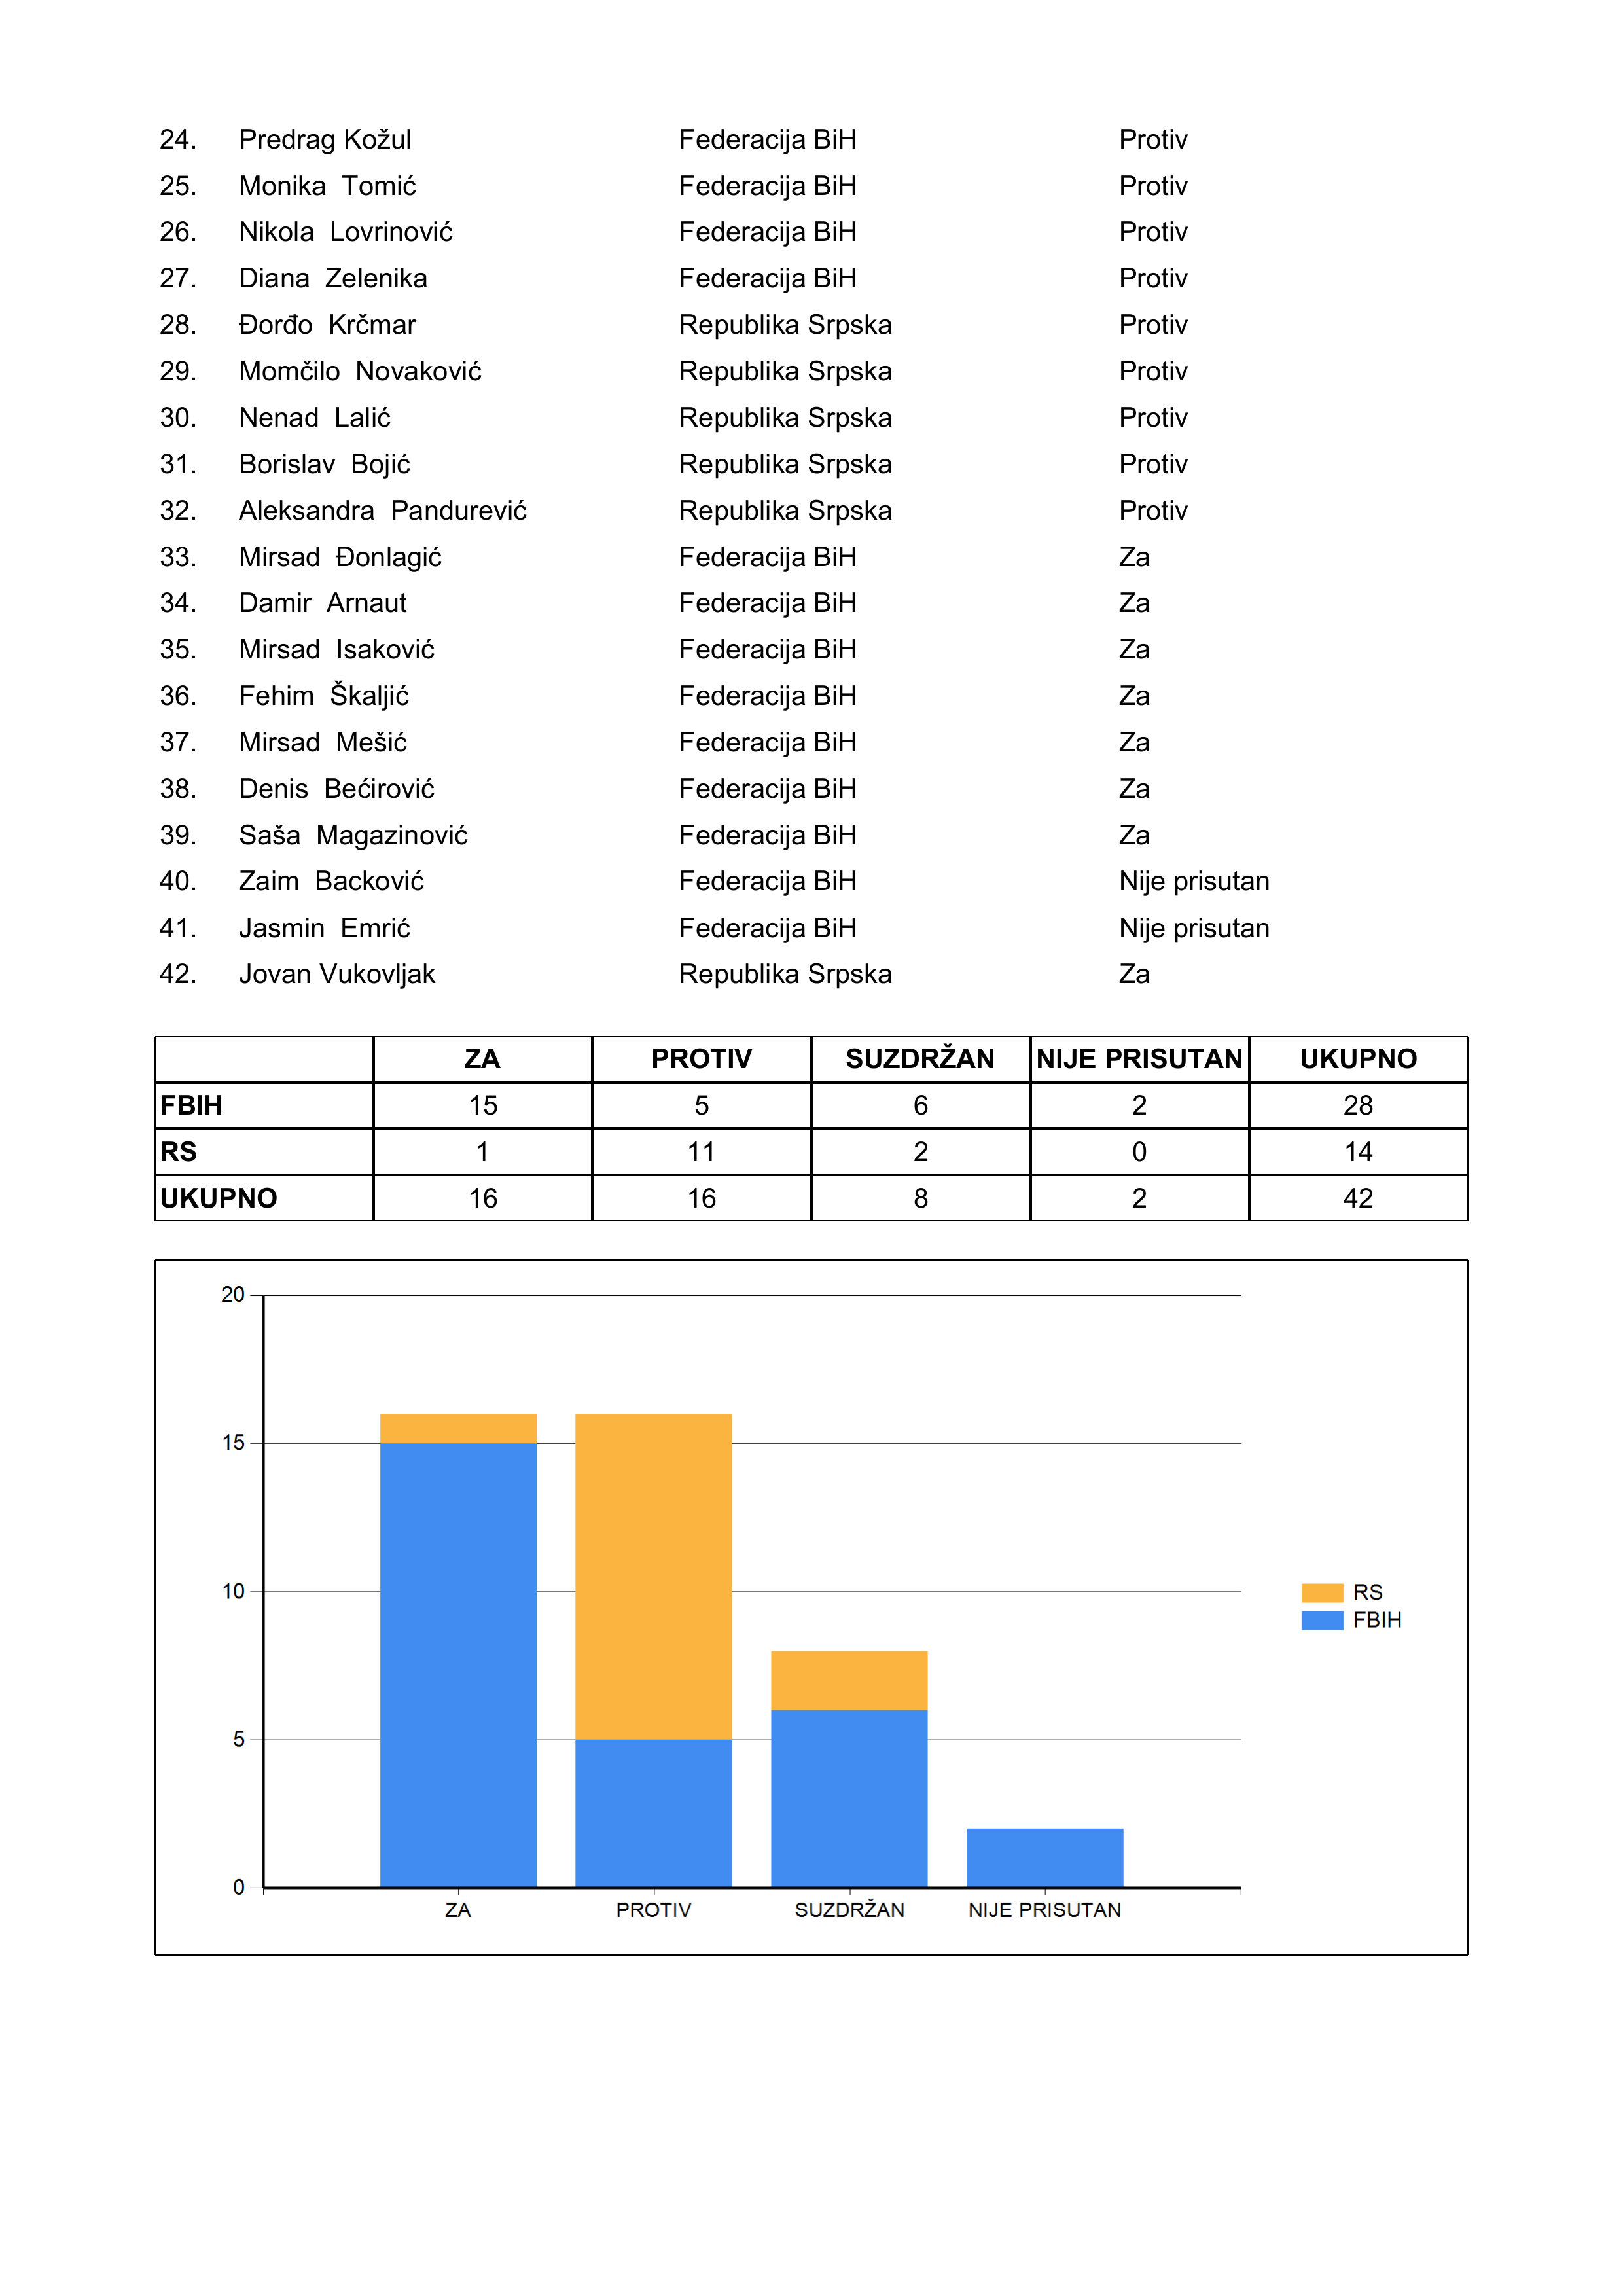 24. Predrag Kožul Federacija BiH Protiv
25. Monika Tomić Federacija BiH Protiv
26. Nikola Lovrinović Federacija BiH Protiv
27. Diana Zelenika Federacija BiH Protiv
28. Đorđo Krčmar Republika Srpska Protiv
29. Momčilo Novaković Republika Srpska Protiv
30. Nenad Lalić Republika Srpska Protiv
31. Borislav Bojić Republika Srpska Protiv
32. Aleksandra Pandurević Republika Srpska Protiv
33. Mirsad Đonlagić Federacija BiH Za
34. Damir Arnaut Federacija BiH Za
35. Mirsad Isaković Federacija BiH Za
36. Fehim Škaljić Federacija BiH Za
37. Mirsad Mešić Federacija BiH Za
38. Denis Bećirović Federacija BiH Za
39. Saša Magazinović Federacija BiH Za
40. Zaim Backović Federacija BiH Nije prisutan
41. Jasmin Emrić Federacija BiH Nije prisutan
42. Jovan Vukovljak Republika Srpska Za
ZA PROTIV SUZDRŽAN NIJE PRISUTAN UKUPNO
FBIH 15 5 6 2 28
RS 1 11 2 0 14
UKUPNO 16 16 8 2 42
20
15
10
5
0
ZA PROTIV SUZDRŽAN NIJE PRISUTAN
RS
FBIH